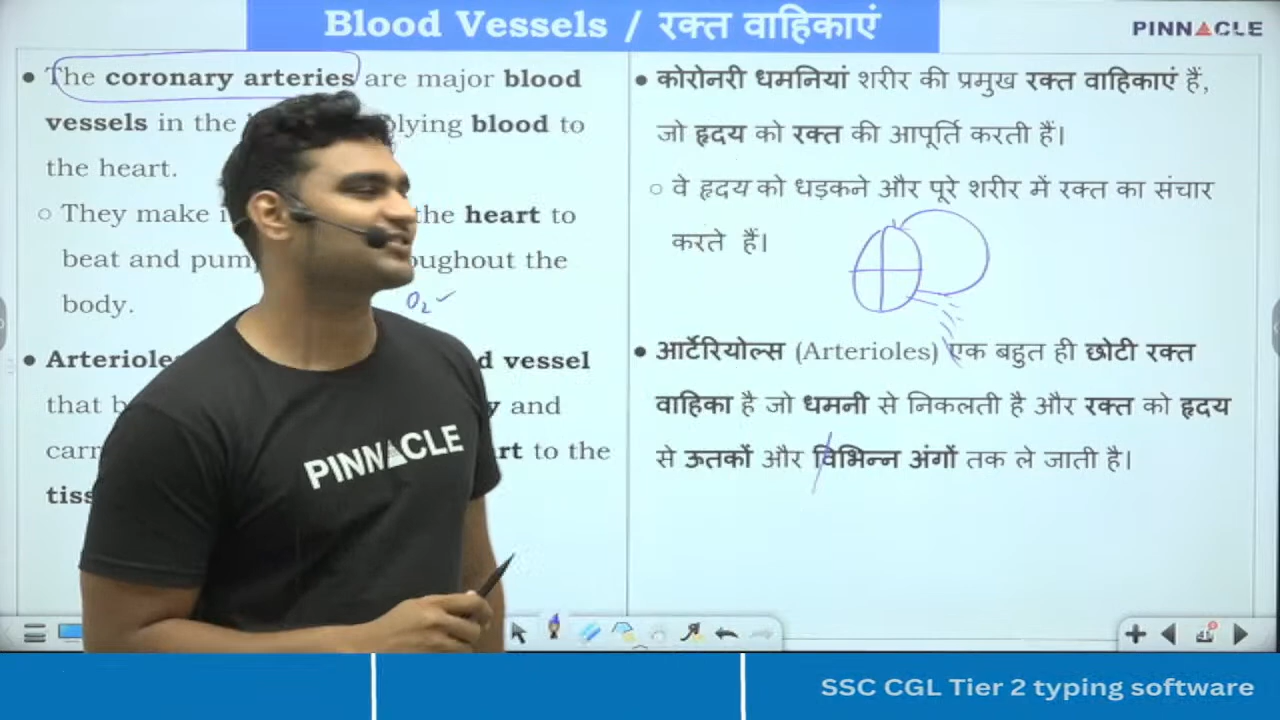 Blood Vessels / रक्त वाहिकाएं
PINNACLE
• The coronary arteries are major blood
vessels in the plying blood to
the heart.
○ They make the heart to
beat and pum oughout the
body.
O₂ ✓
• Arterioles d vessel
that b y and
carr rt to the
tiss
• कोरोनरी धमनियां शरीर की प्रमुख रक्त वाहिकाएं हैं,
जो हृदय को रक्त की आपूर्ति करती हैं।
○ वे हृदय को धड़कने और पूरे शरीर में रक्त का संचार
करते हैं।
• आर्टेरियोल्स (Arterioles) एक बहुत ही छोटी रक्त
वाहिका है जो धमनी से निकलती है और रक्त को हृदय
से ऊतकों और विभिन्न अंगों तक ले जाती है।
PINNACLE
SSC CGL Tier 2 typing software